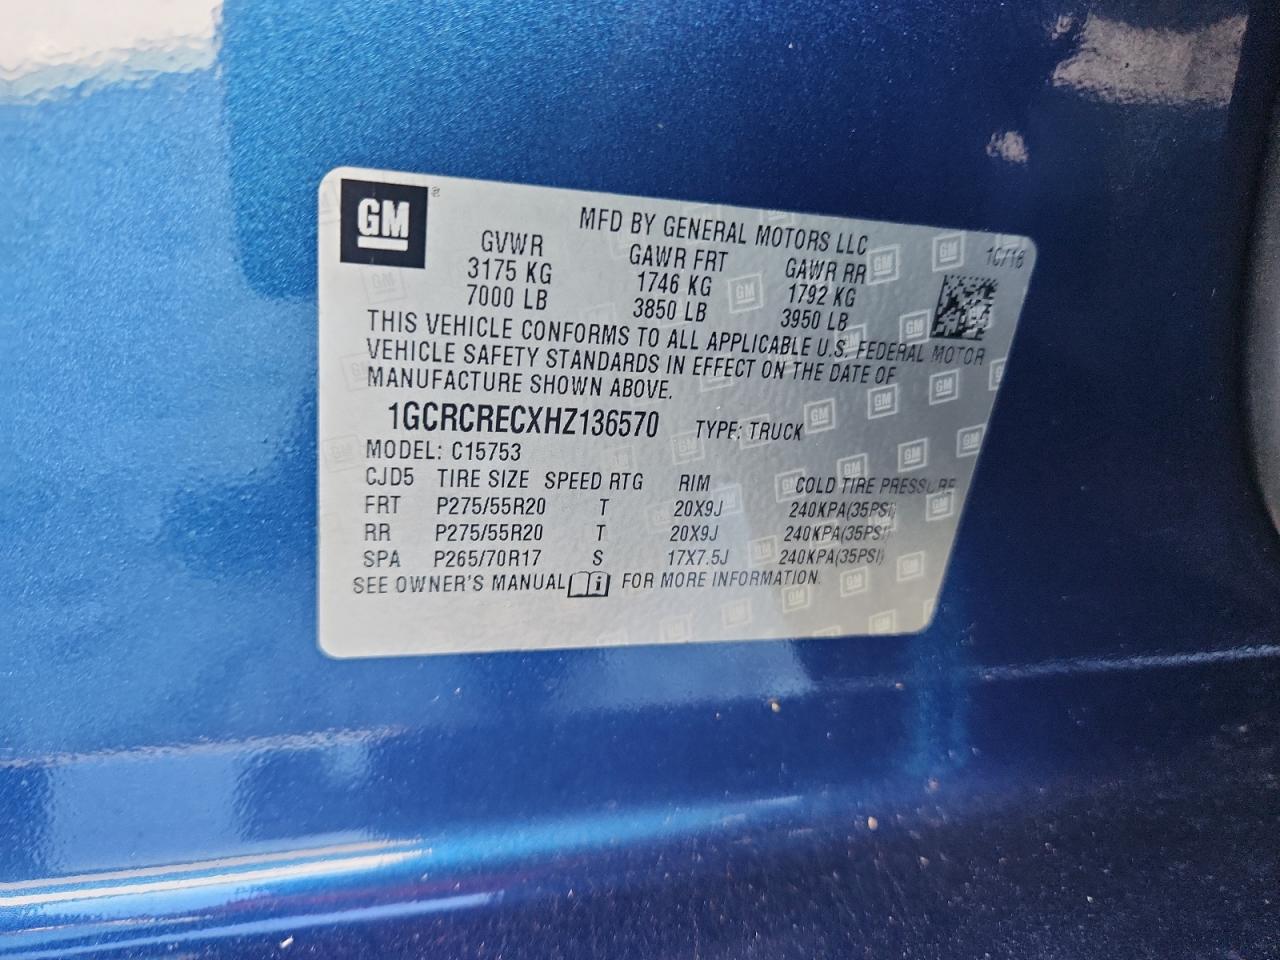 GM
MFD BY GENERAL MOTORS LLC
GVWR GAWR FRT GAWR RR
3175 KG 1746 KG 1792 KG
7000 LB 3850 LB 3950 LB
THIS VEHICLE CONFORMS TO ALL APPLICABLE U.S. FEDERAL MOTOR
VEHICLE SAFETY STANDARDS IN EFFECT ON THE DATE OF
MANUFACTURE SHOWN ABOVE.
1GCRCRECXHZ136570 TYPE: TRUCK
MODEL: C15753
CJD5 TIRE SIZE SPEED RTG RIM COLD TIRE PRESSURE
FRT P275/55R20 T 20X9J 240KPA(35PSI)
RR P275/55R20 T 20X9J 240KPA(35PSI)
SPA P265/70R17 S 17X7.5J 240KPA(35PSI)
SEE OWNER'S MANUAL FOR MORE INFORMATION.